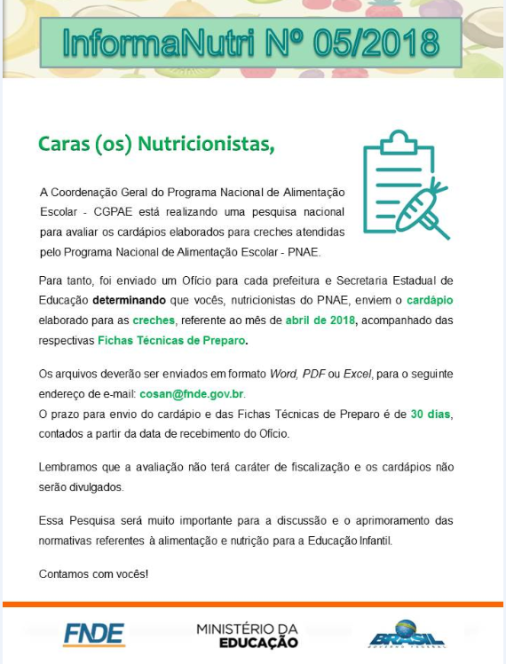 InformaNutri Nº 05/2018
Caras (os) Nutricionistas,
A Coordenação Geral do Programa Nacional de Alimentação
Escolar - CGPAE está realizando uma pesquisa nacional
para avaliar os cardápios elaborados para creches atendidas
pelo Programa Nacional de Alimentação Escolar - PNAE.
Para tanto, foi enviado um Ofício para cada prefeitura e Secretaria Estadual de
Educação determinando que vocês, nutricionistas do PNAE, enviem o cardápio
elaborado para as creches, referente ao mês de abril de 2018, acompanhado das
respectivas Fichas Técnicas de Preparo.
Os arquivos deverão ser enviados em formato Word, PDF ou Excel, para o seguinte
endereço de e-mail: cosan@fnde.gov.br.
O prazo para envio do cardápio e das Fichas Técnicas de Preparo é de 30 dias,
contados a partir da data de recebimento do Ofício.
Lembramos que a avaliação não terá caráter de fiscalização e os cardápios não
serão divulgados.
Essa Pesquisa será muito importante para a discussão e o aprimoramento das
normativas referentes à alimentação e nutrição para a Educação Infantil.
Contamos com vocês!
FNDE
MINISTÉRIO DA
EDUCAÇÃO
BRASIL
GOVERNO FEDERAL